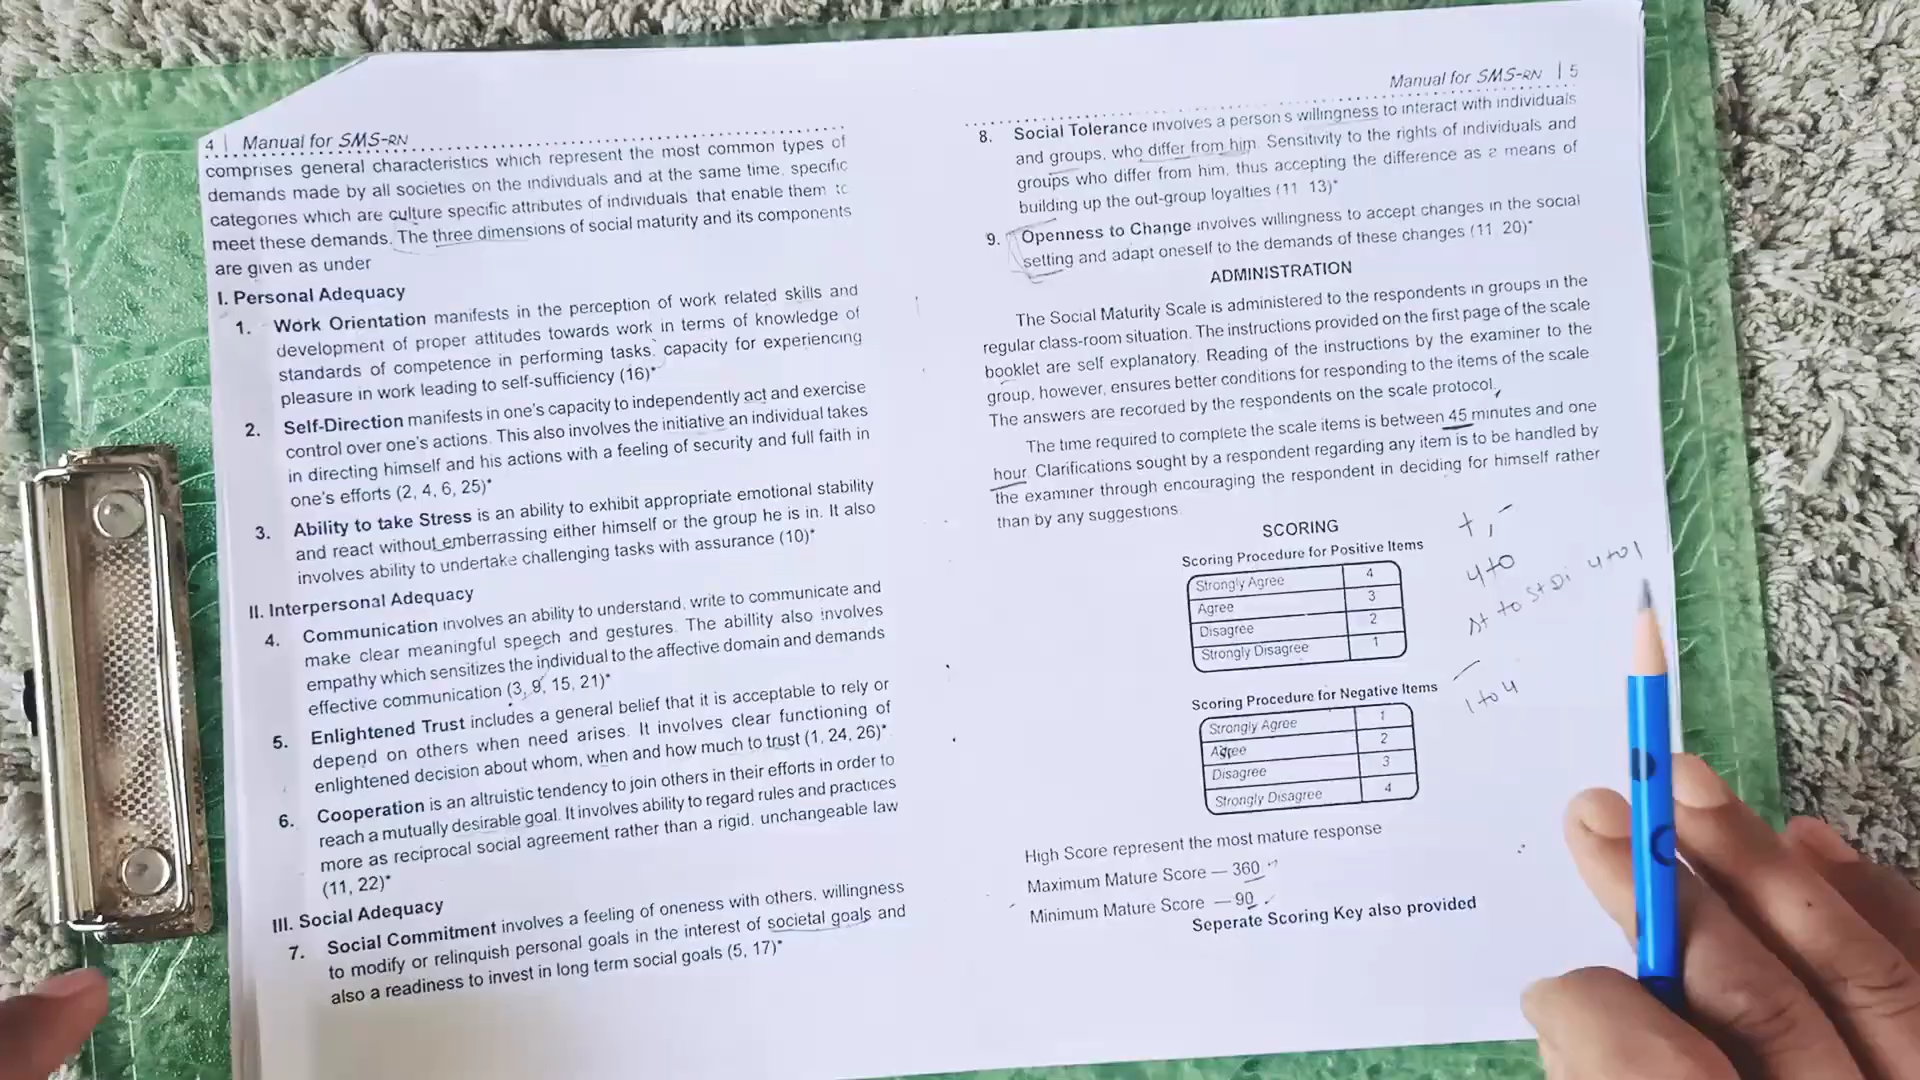 4 | Manual for SMS-RN
comprises general characteristics which represent the most common types of
demands made by all societies on the individuals and at the same time, specific
categories which are culture specific attributes of individuals that enable them to
meet these demands. The three dimensions of social maturity and its components
are given as under
I. Personal Adequacy
1. Work Orientation manifests in the perception of work related skills and
development of proper attitudes towards work in terms of knowledge of
standards of competence in performing tasks, capacity for experiencing
pleasure in work leading to self-sufficiency (16)*
2. Self-Direction manifests in one's capacity to independently act and exercise
control over one's actions. This also involves the initiative an individual takes
in directing himself and his actions with a feeling of security and full faith in
one's efforts (2, 4, 6, 25)*
3. Ability to take Stress is an ability to exhibit appropriate emotional stability
and react without emberrassing either himself or the group he is in. It also
involves ability to undertake challenging tasks with assurance (10)*
II. Interpersonal Adequacy
4. Communication involves an ability to understand, write to communicate and
make clear meaningful speech and gestures. The abillity also involves
empathy which sensitizes the individual to the affective domain and demands
effective communication (3, 9, 15, 21)*
5. Enlightened Trust includes a general belief that it is acceptable to rely or
depend on others when need arises. It involves clear functioning of
enlightened decision about whom, when and how much to trust (1, 24, 26)*
6. Cooperation is an altruistic tendency to join others in their efforts in order to
reach a mutually desirable goal. It involves ability to regard rules and practices
more as reciprocal social agreement rather than a rigid, unchangeable law
(11, 22)*
III. Social Adequacy
7. Social Commitment involves a feeling of oneness with others, willingness
to modify or relinquish personal goals in the interest of societal goals and
also a readiness to invest in long term social goals (5, 17)*
Manual for SMS-RN | 5
8. Social Tolerance involves a person s willingness to interact with individuals
and groups, who differ from him. Sensitivity to the rights of individuals and
groups who differ from him, thus accepting the difference as a means of
building up the out-group loyalties (11 13)*
9. Openness to Change involves willingness to accept changes in the social
setting and adapt oneself to the demands of these changes (11 20)*
ADMINISTRATION
The Social Maturity Scale is administered to the respondents in groups in the
regular class-room situation. The instructions provided on the first page of the scale
booklet are self explanatory. Reading of the instructions by the examiner to the
group, however, ensures better conditions for responding to the items of the scale
The answers are recorded by the respondents on the scale protocol.
The time required to complete the scale items is between 45 minutes and one
hour. Clarifications sought by a respondent regarding any item is to be handled by
the examiner through encouraging the respondent in deciding for himself rather
than by any suggestions.
SCORING
Scoring Procedure for Positive Items
Strongly Agree 4
Agree 3
Disagree 2
Strongly Disagree 1
+, -
4 to
St to St Di 4 to 1
Scoring Procedure for Negative Items
Strongly Agree 1
Agree 2
Disagree 3
Strongly Disagree 4
-
1 to 4
High Score represent the most mature response
Maximum Mature Score — 360
Minimum Mature Score — 90
Seperate Scoring Key also provided